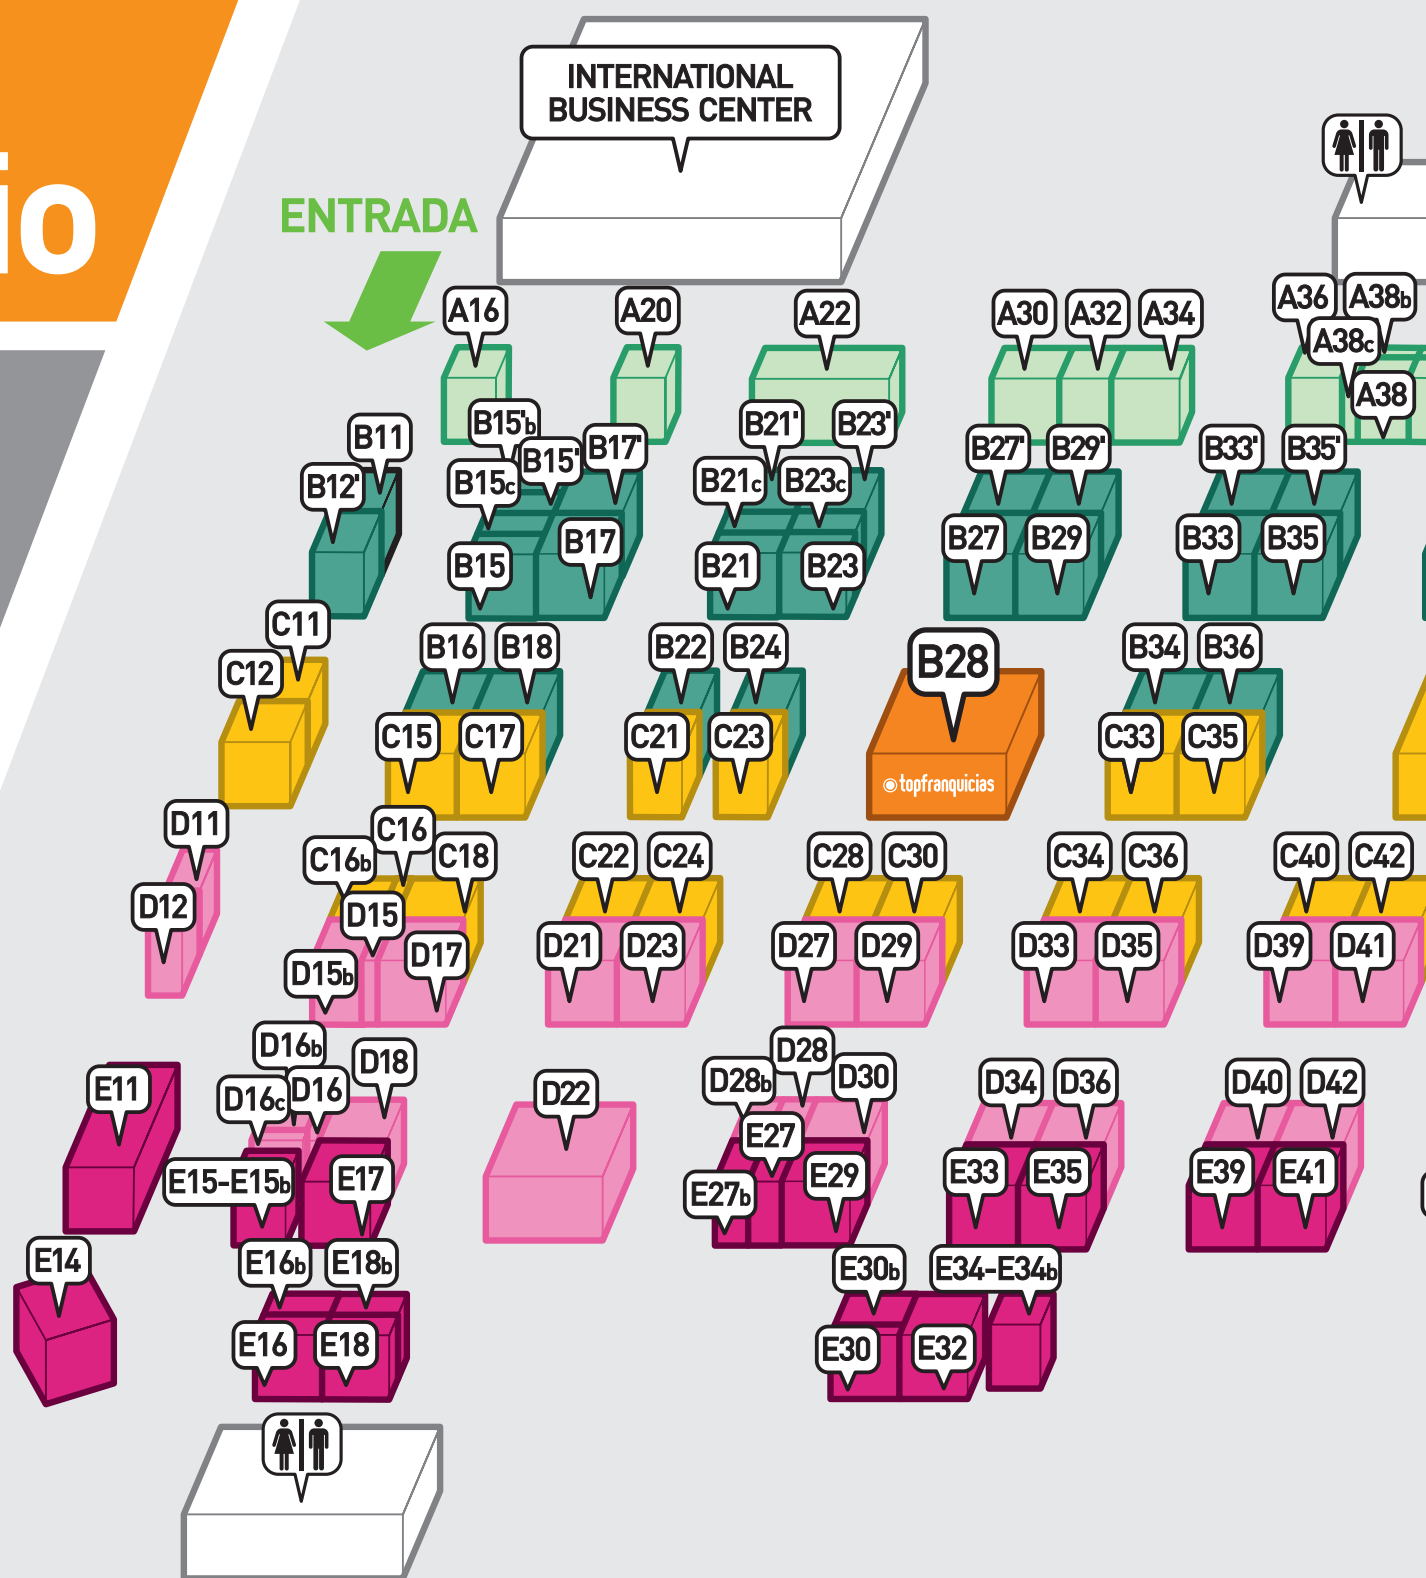 io
INTERNATIONAL
BUSINESS CENTER
ENTRADA
A16
A20
A22
A30
A32
A34
A36
A38b
A38c
A38
B11
B12'
B15'b
B15'
B17'
B15c
B15
B17
B21'
B23'
B21c
B23c
B21
B23
B27'
B29'
B27
B29
B33'
B35'
B33
B35
C11
C12
B16
B18
C15
C17
B22
B24
C21
C23
B28
topfranquicias
B34
B36
C33
C35
D11
D12
C16
C16b
C18
D15
D15b
D17
C22
C24
D21
D23
C28
C30
D27
D29
C34
C36
D33
D35
C40
C42
D39
D41
E11
D16b
D18
D16c
D16
E15-E15b
E17
D22
D28
D28b
D30
E27
E27b
E29
D34
D36
E33
E35
D40
D42
E39
E41
E14
E16b
E18b
E16
E18
E30b
E34-E34b
E30
E32